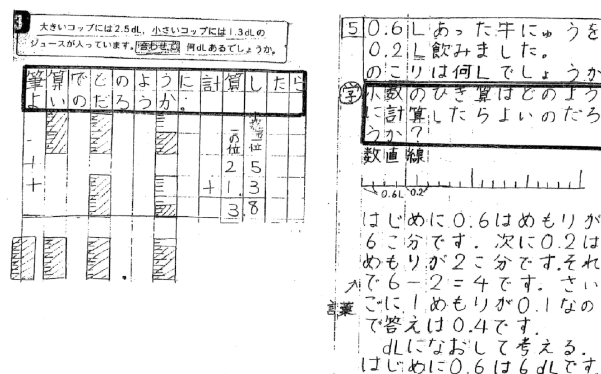 3
大きいコップには2.5dL、小さいコップには1.3dLの
ジュースが入っています。合わせて何dLあるでしょうか。
筆算でどのように計算したら
よいのだろうか。
一の位
2 5
+ 1.3
3.8
5 0.6Lあった牛にゅうを
0.2L飲みました。
のこりは何Lでしょうか
学 小数のひき算はどのよう
に計算したらよいのだろ
うか?
数直線
0.6L 0.2
はじめに0.6はめもりが
6こ分です。次に0.2は
めもりが2こ分です。それ
で6-2=4です。さい
ごに1めもりが0.1なの
で答えは0.4です。
言葉
dLになおして考える。
はじめに0.6は6dLです